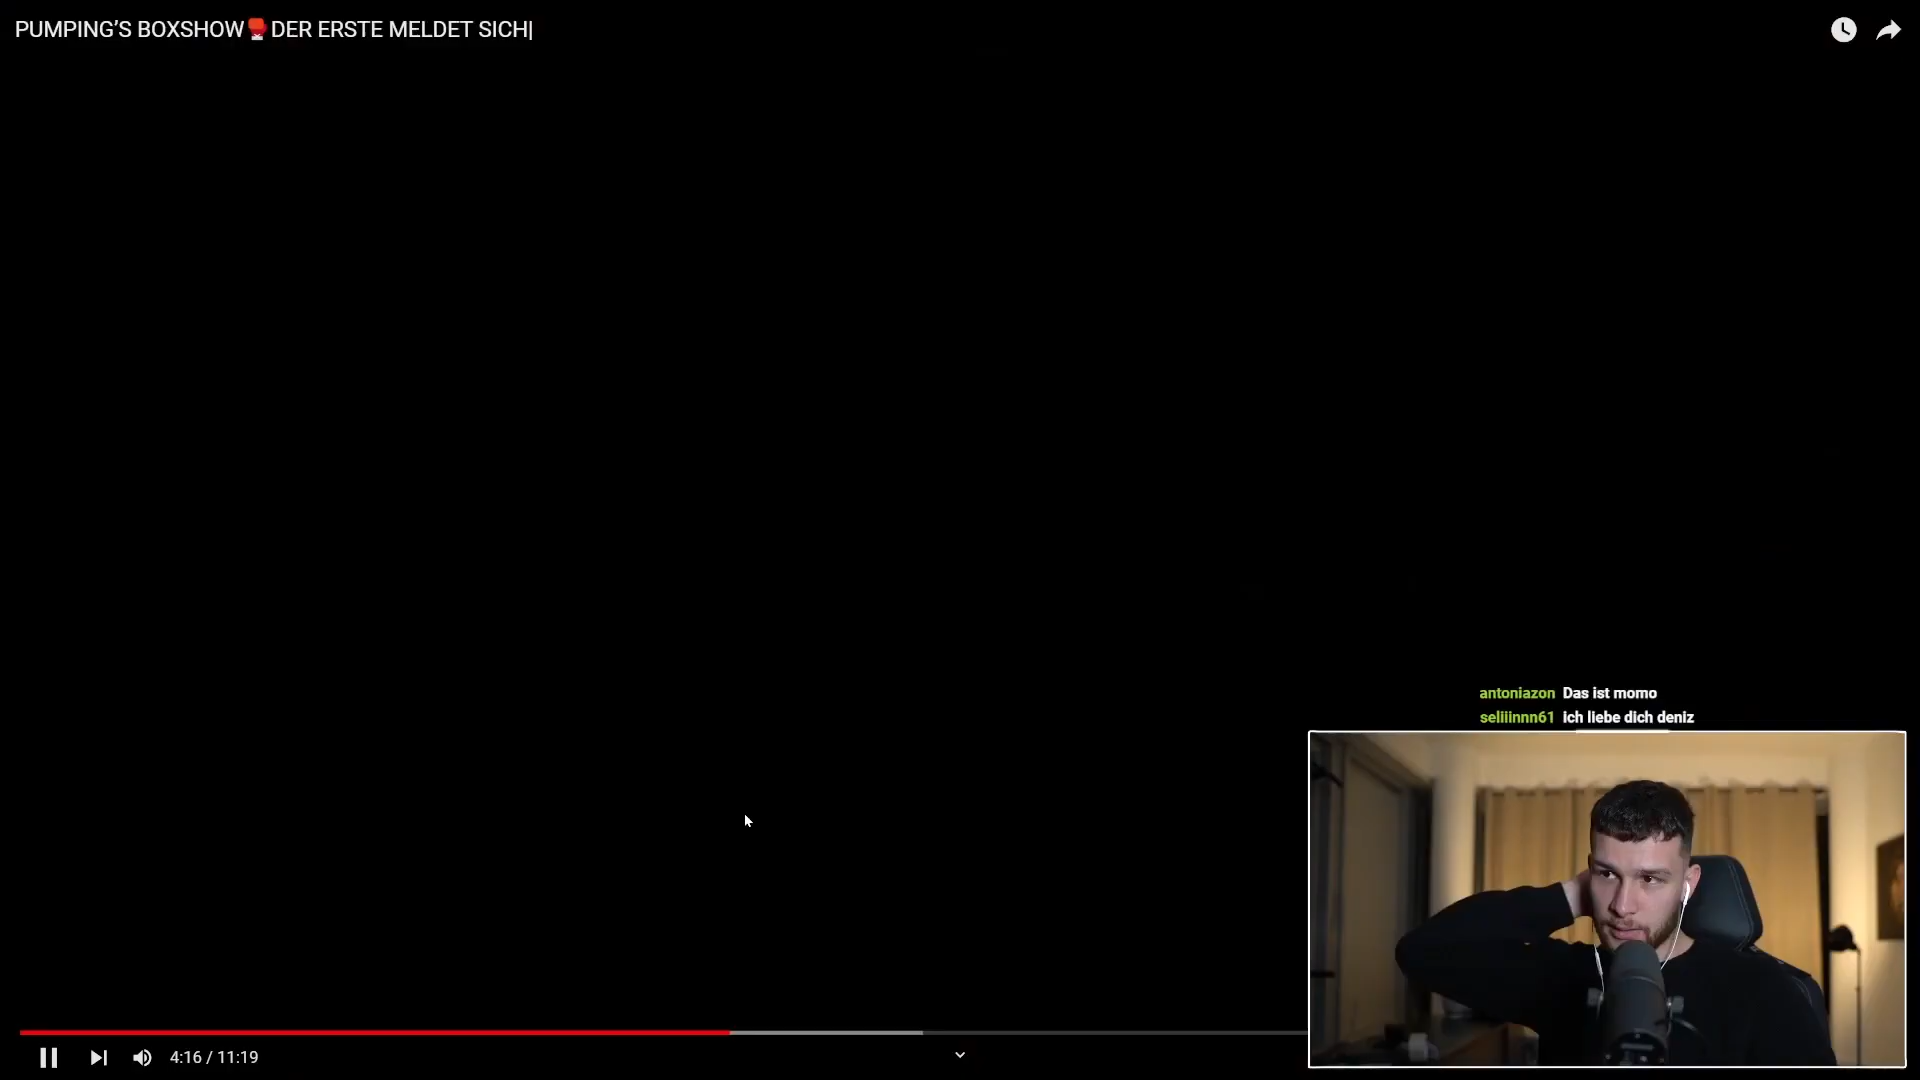 PUMPING’S BOXSHOW🥊DER ERSTE MELDET SICH|
antoniazon Das ist momo
seliiinnn61 ich liebe dich deniz
4:16 / 11:19